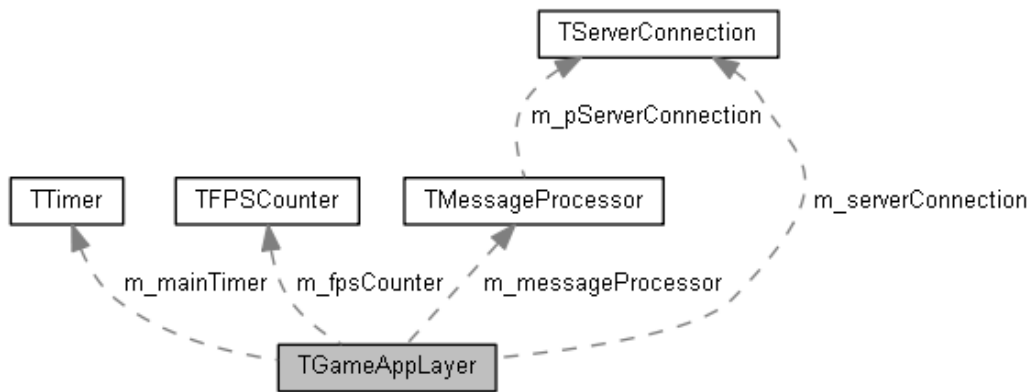 TServerConnection
m_pServerConnection
TTimer
TFPSCounter
TMessageProcessor
m_serverConnection
m_mainTimer
m_fpsCounter
m_messageProcessor
TGameAppLayer